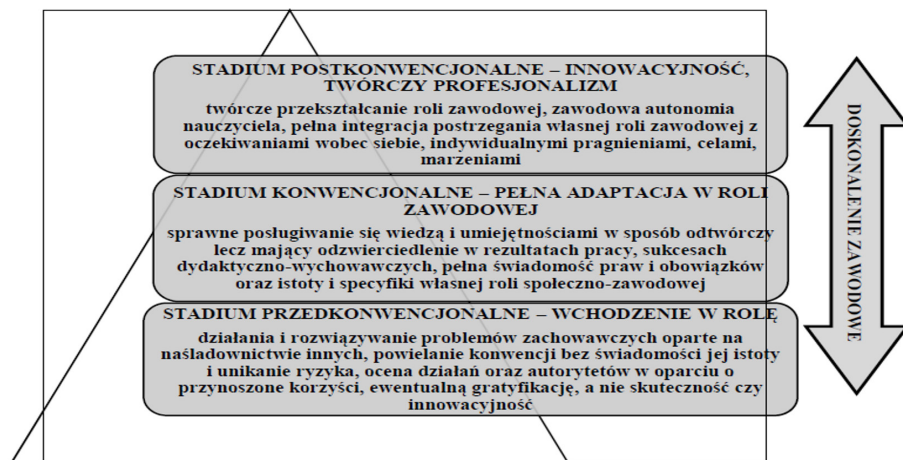 STADIUM POSTKONWENCJONALNE – INNOWACYJNOŚĆ,
TWÓRCZY PROFESJONALIZM
twórcze przekształcanie roli zawodowej, zawodowa autonomia
nauczyciela, pełna integracja postrzegania własnej roli zawodowej z
oczekiwaniami wobec siebie, indywidualnymi pragnieniami, celami,
marzeniami
STADIUM KONWENCJONALNE – PEŁNA ADAPTACJA W ROLI
ZAWODOWEJ
sprawne posługiwanie się wiedzą i umiejętnościami w sposób odtwórczy
lecz mający odzwierciedlenie w rezultatach pracy, sukcesach
dydaktyczno-wychowawczych, pełna świadomość praw i obowiązków
oraz istoty i specyfiki własnej roli społeczno-zawodowej
STADIUM PRZEDKONWENCJONALNE – WCHODZENIE W ROLĘ
działania i rozwiązywanie problemów zachowawczych oparte na
naśladownictwie innych, powielanie konwencji bez świadomości jej istoty
i unikanie ryzyka, ocena działań oraz autorytetów w oparciu o
przynoszone korzyści, ewentualną gratyfikację, a nie skuteczność czy
innowacyjność
DOSKONALENIE ZAWODOWE